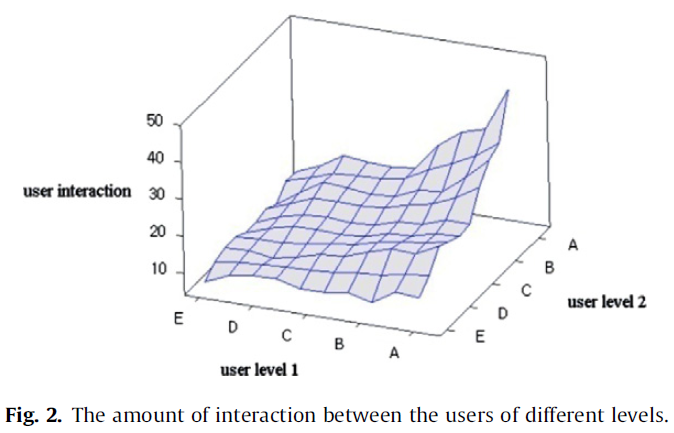 50
40
user interaction 30
20
10
E D C B A
user level 1
E D C B A
user level 2
Fig. 2. The amount of interaction between the users of different levels.